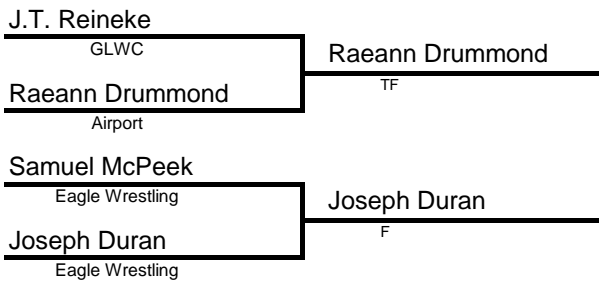 J.T. Reineke
GLWC
Raeann Drummond
TF
Raeann Drummond
Airport
Samuel McPeek
Eagle Wrestling
Joseph Duran
F
Joseph Duran
Eagle Wrestling